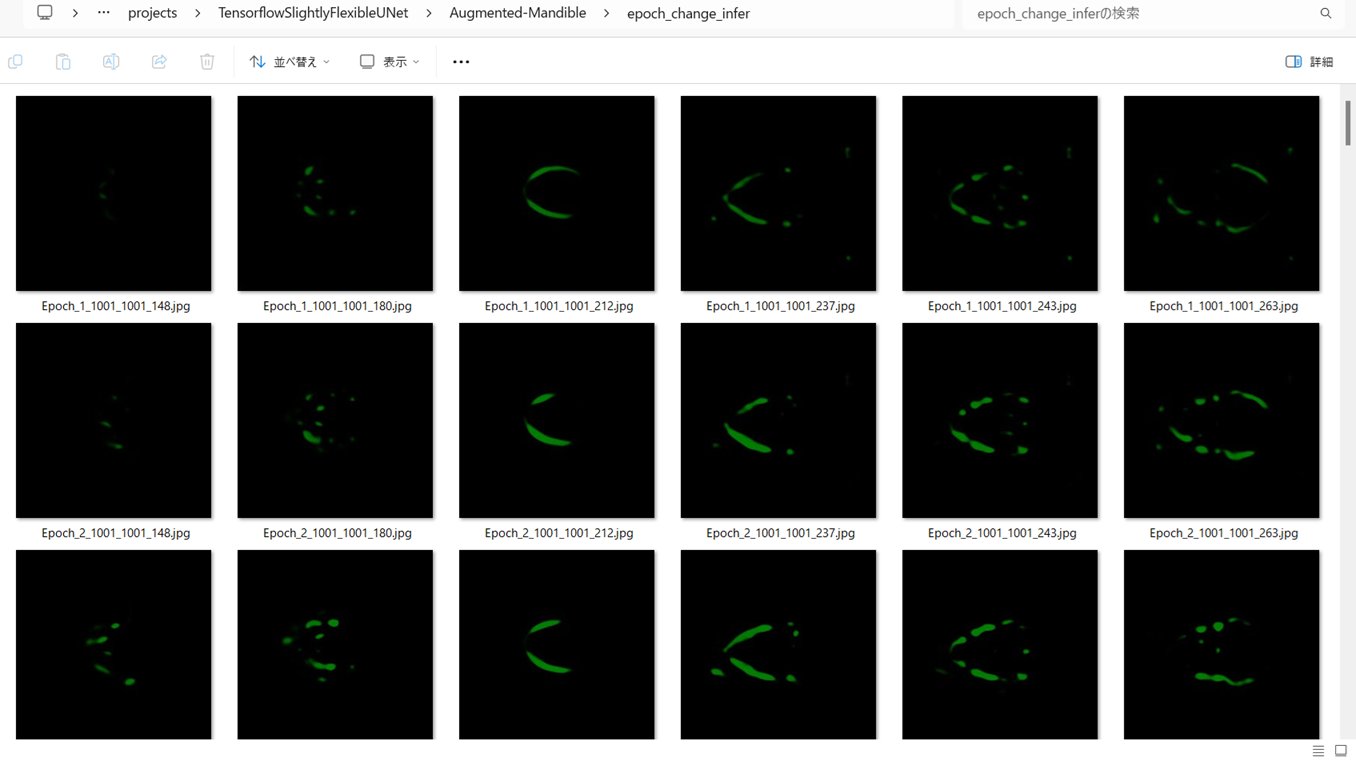 … projects > TensorflowSlightlyFlexibleUNet > Augmented-Mandible > epoch_change_infer
epoch_change_inferの検索
並べ替え 表示 … 詳細
Epoch_1_1001_1001_148.jpg Epoch_1_1001_1001_180.jpg Epoch_1_1001_1001_212.jpg Epoch_1_1001_1001_237.jpg Epoch_1_1001_1001_243.jpg Epoch_1_1001_1001_263.jpg
Epoch_2_1001_1001_148.jpg Epoch_2_1001_1001_180.jpg Epoch_2_1001_1001_212.jpg Epoch_2_1001_1001_237.jpg Epoch_2_1001_1001_243.jpg Epoch_2_1001_1001_263.jpg